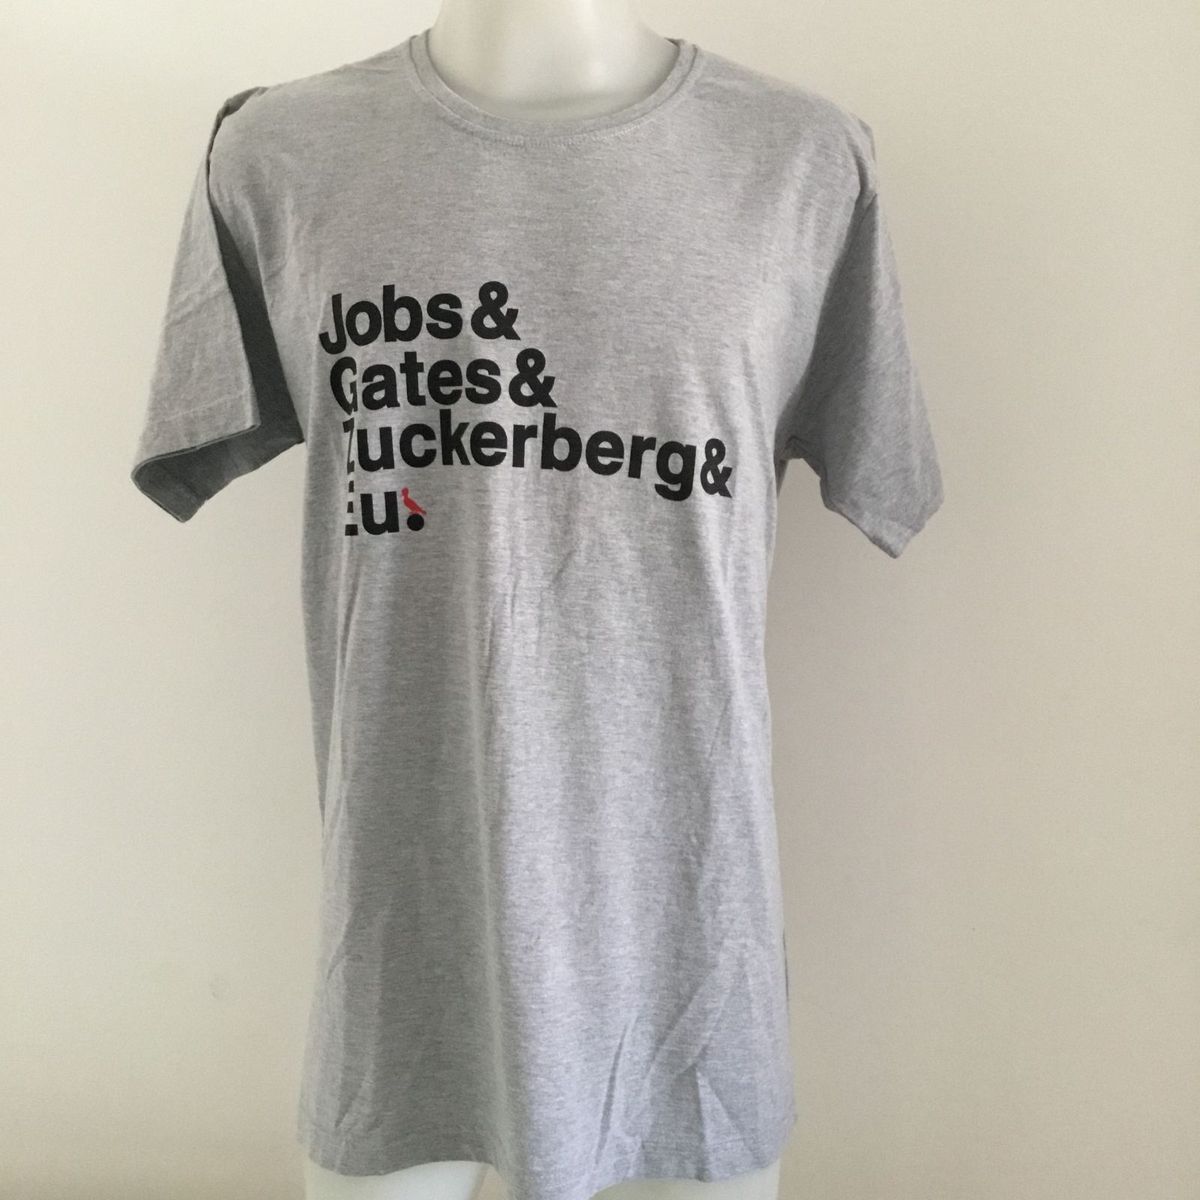 Jobs&
Gates&
Zuckerberg&
Eu.